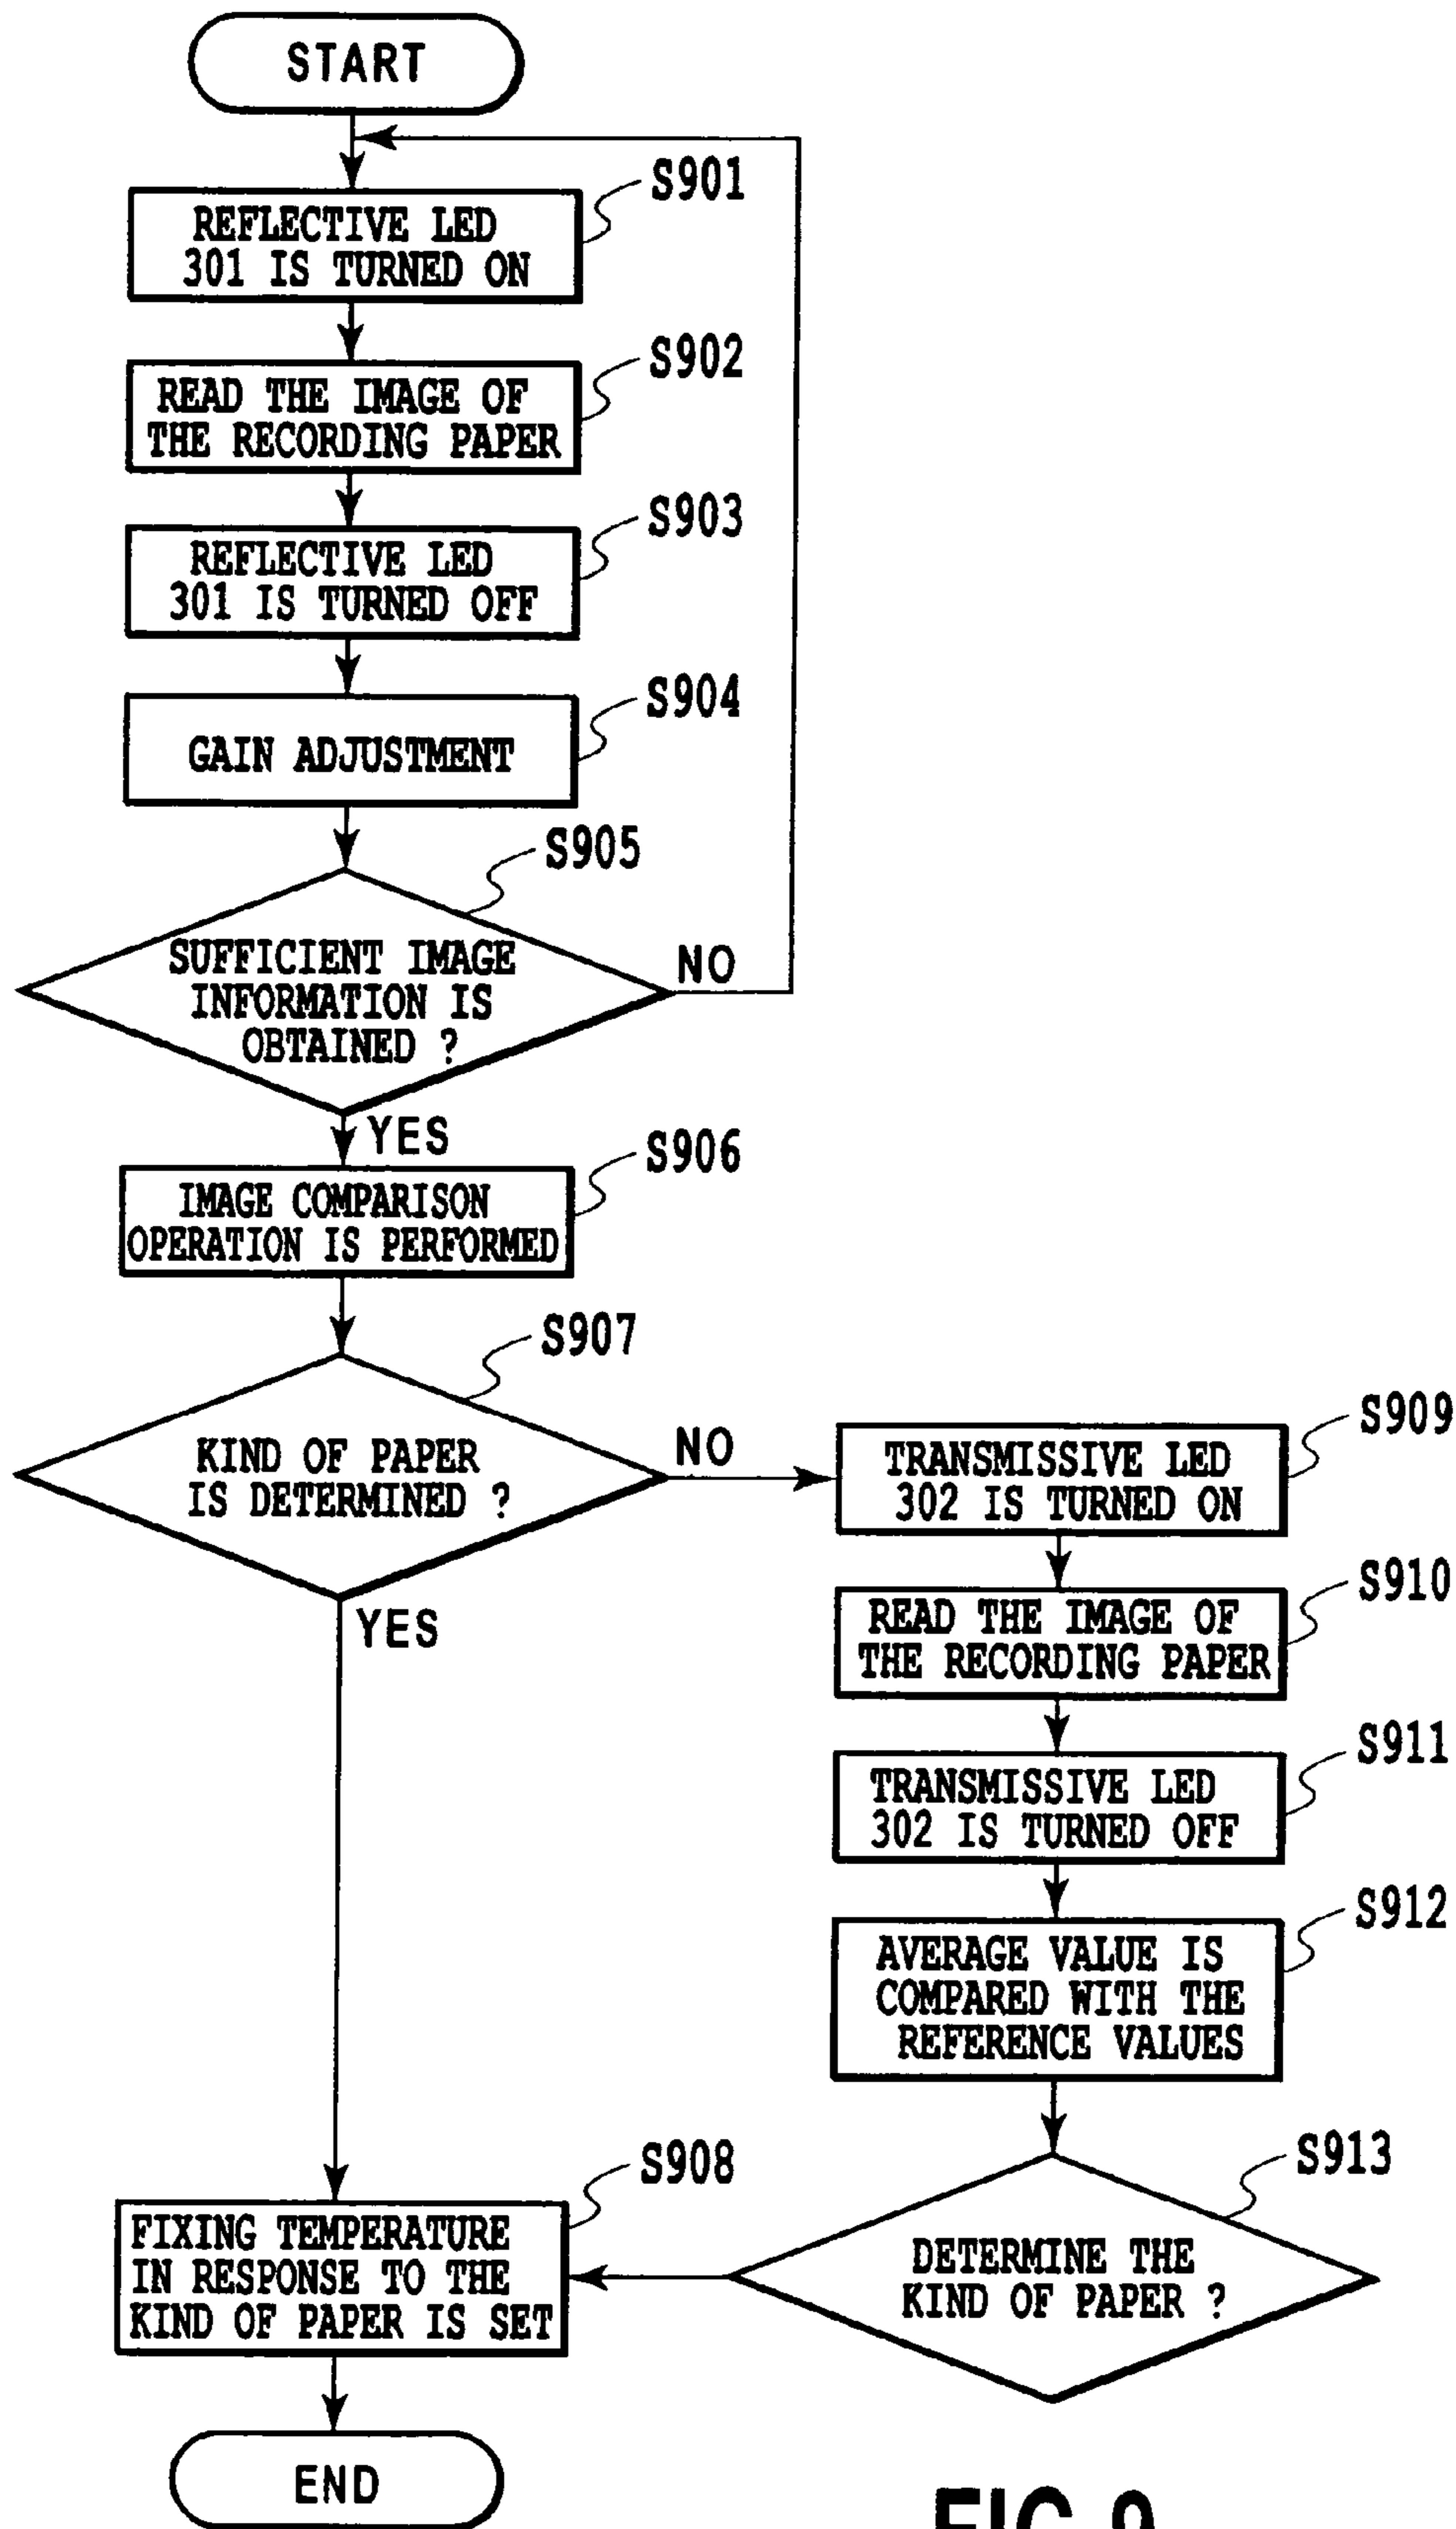 START
S901
REFLECTIVE LED
301 IS TURNED ON
S902
READ THE IMAGE OF
THE RECORDING PAPER
S903
REFLECTIVE LED
301 IS TURNED OFF
S904
GAIN ADJUSTMENT
S905
SUFFICIENT IMAGE
INFORMATION IS
OBTAINED ?
NO
YES
S906
IMAGE COMPARISON
OPERATION IS PERFORMED
S907
KIND OF PAPER
IS DETERMINED ?
NO
YES
S909
TRANSMISSIVE LED
302 IS TURNED ON
S910
READ THE IMAGE OF
THE RECORDING PAPER
S911
TRANSMISSIVE LED
302 IS TURNED OFF
S912
AVERAGE VALUE IS
COMPARED WITH THE
REFERENCE VALUES
S913
DETERMINE THE
KIND OF PAPER ?
S908
FIXING TEMPERATURE
IN RESPONSE TO THE
KIND OF PAPER IS SET
END
FIG.9